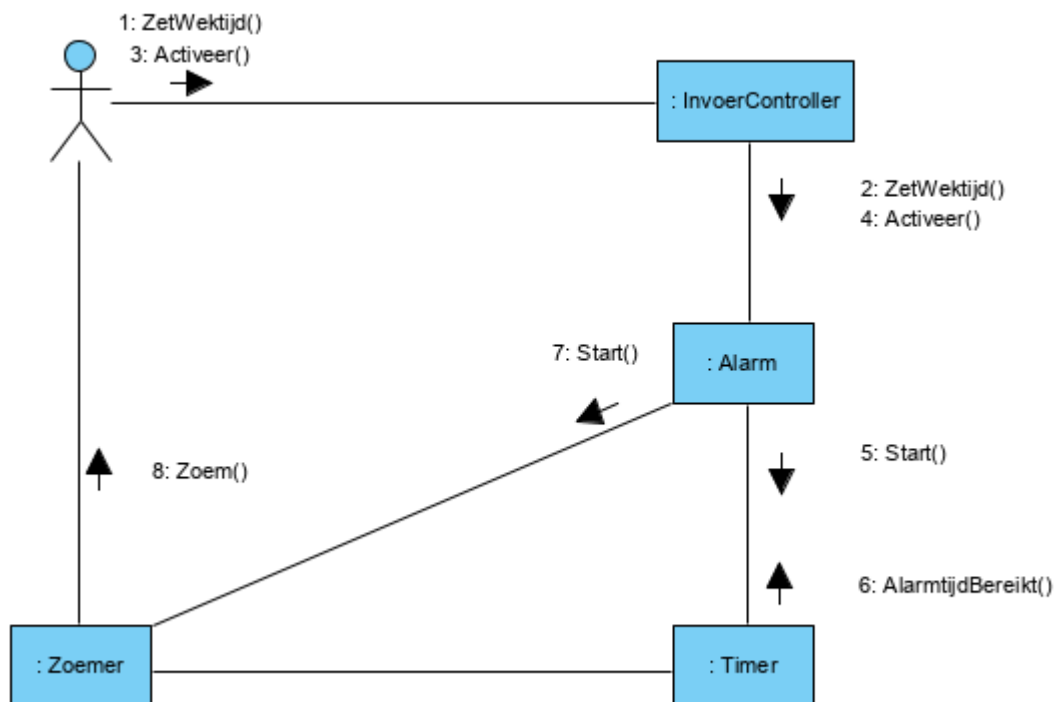 1: ZetWektijd()
3: Activeer()
: InvoerController
2: ZetWektijd()
4: Activeer()
7: Start()
: Alarm
5: Start()
8: Zoem()
6: AlarmtijdBereikt()
: Zoemer
: Timer